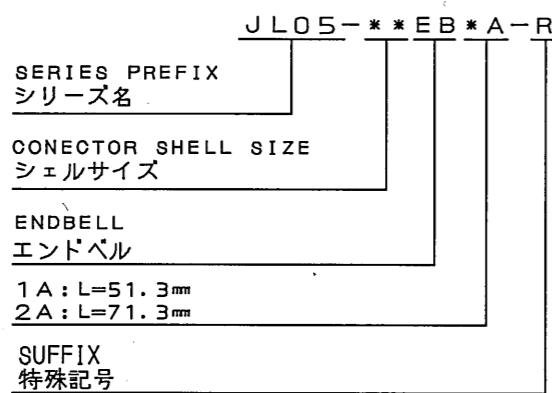 JL05-**EB*A-R
SERIES PREFIX
シリーズ名
CONECTOR SHELL SIZE
シェルサイズ
ENDBELL
エンドベル
1A:L=51.3㎜
2A:L=71.3㎜
SUFFIX
特殊記号